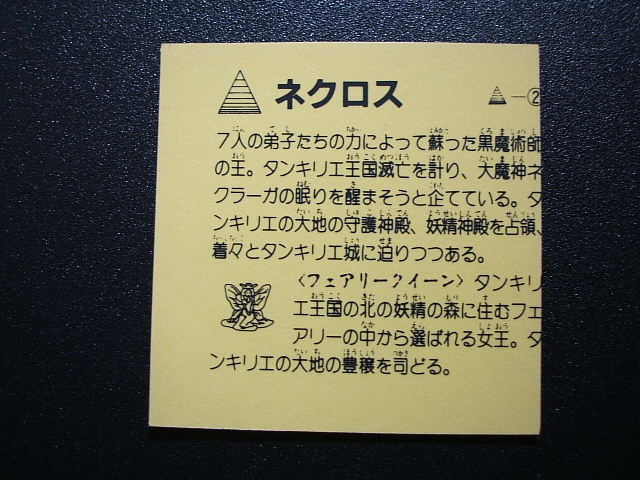 ネクロス
—②
7人の弟子たちの力によって蘇った黒魔術師
の王。タンキリエ王国滅亡を計り、大魔神ネ
クラーガの眠りを醒まそうと企てている。タ
ンキリエの大地の守護神殿、妖精神殿を占領、
着々とタンキリエ城に迫りつつある。
〈フェアリークイーン〉タンキリ
エ王国の北の妖精の森に住むフェ
アリーの中から選ばれる女王。タ
ンキリエの大地の豊穣を司どる。